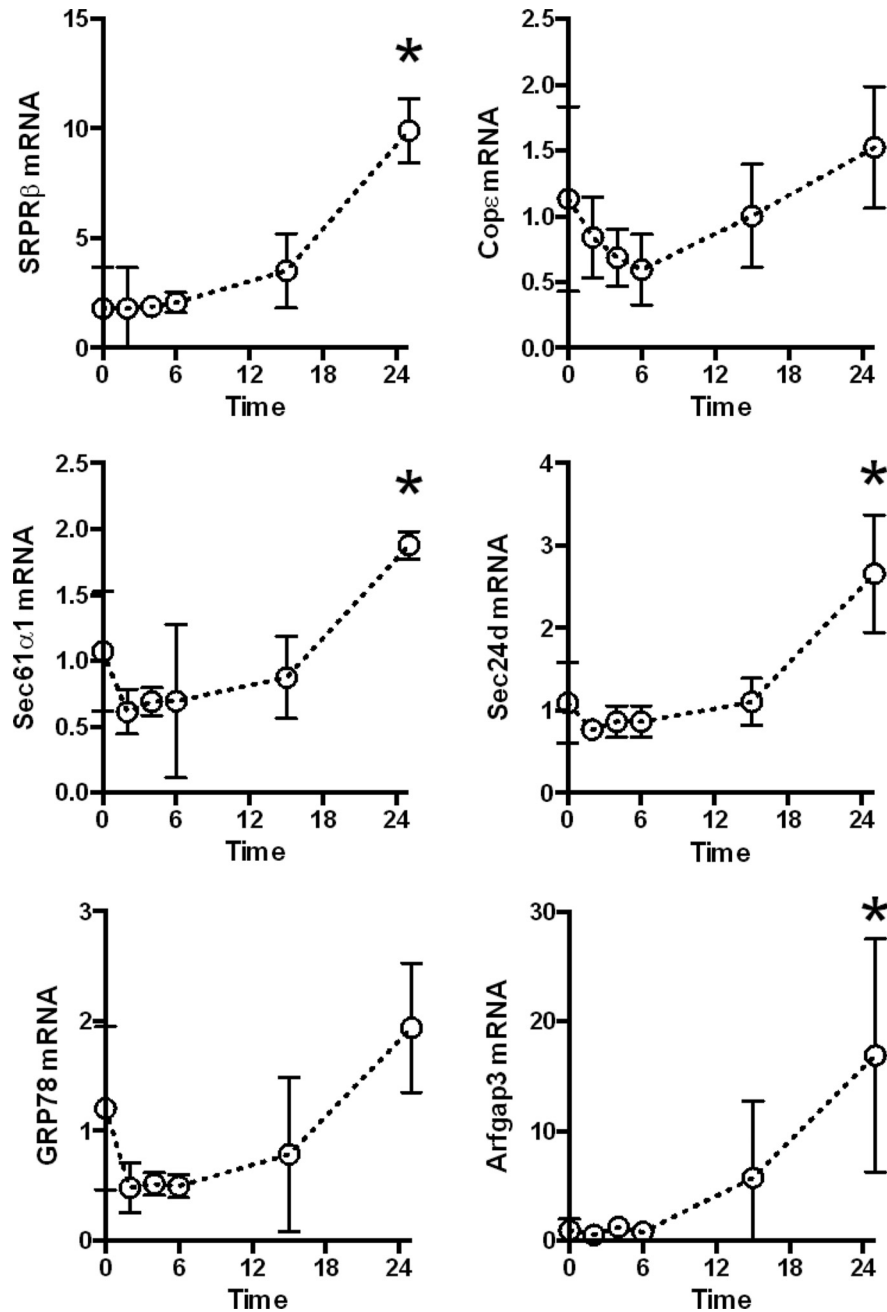 SRPRβ mRNA
15
10
5
0
*
0 6 12 18 24
Time
Copε mRNA
2.5
2.0
1.5
1.0
0.5
0.0
0 6 12 18 24
Time
Sec61α1 mRNA
2.5
2.0
1.5
1.0
0.5
0.0
*
0 6 12 18 24
Time
Sec24d mRNA
4
3
2
1
0
*
0 6 12 18 24
Time
GRP78 mRNA
3
2
1
0
0 6 12 18 24
Time
Arfgap3 mRNA
30
20
10
0
*
0 6 12 18 24
Time